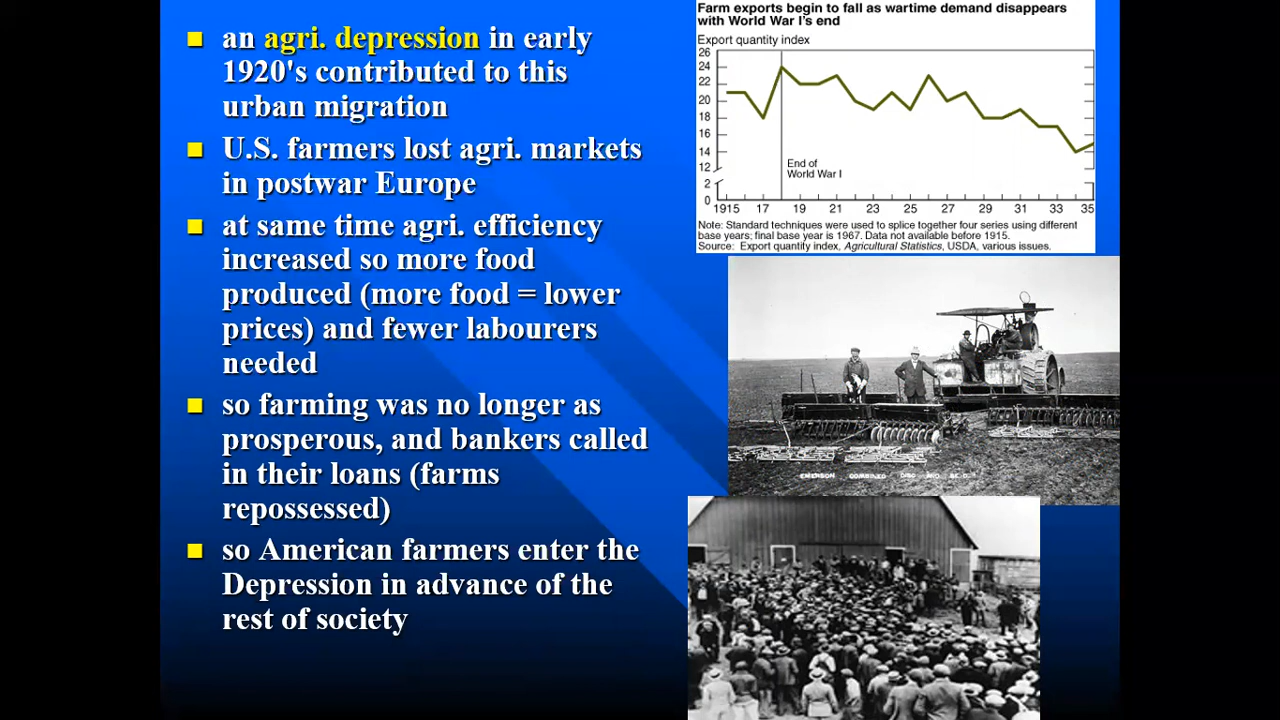 an agri. depression in early
1920's contributed to this
urban migration
U.S. farmers lost agri. markets
in postwar Europe
at same time agri. efficiency
increased so more food
produced (more food = lower
prices) and fewer labourers
needed
so farming was no longer as
prosperous, and bankers called
in their loans (farms
repossessed)
so American farmers enter the
Depression in advance of the
rest of society
Farm exports begin to fall as wartime demand disappears
with World War I's end
Export quantity index
26
24
22
20
18
16
14
12
2
0
End of
World War I
1915 17 19 21 23 25 27 29 31 33 35
Note: Standard techniques were used to splice together four series using different
base years; final base year is 1967. Data not available before 1915.
Source: Export quantity index, Agricultural Statistics, USDA, various issues.
EMERSON COMBINED DISC AND